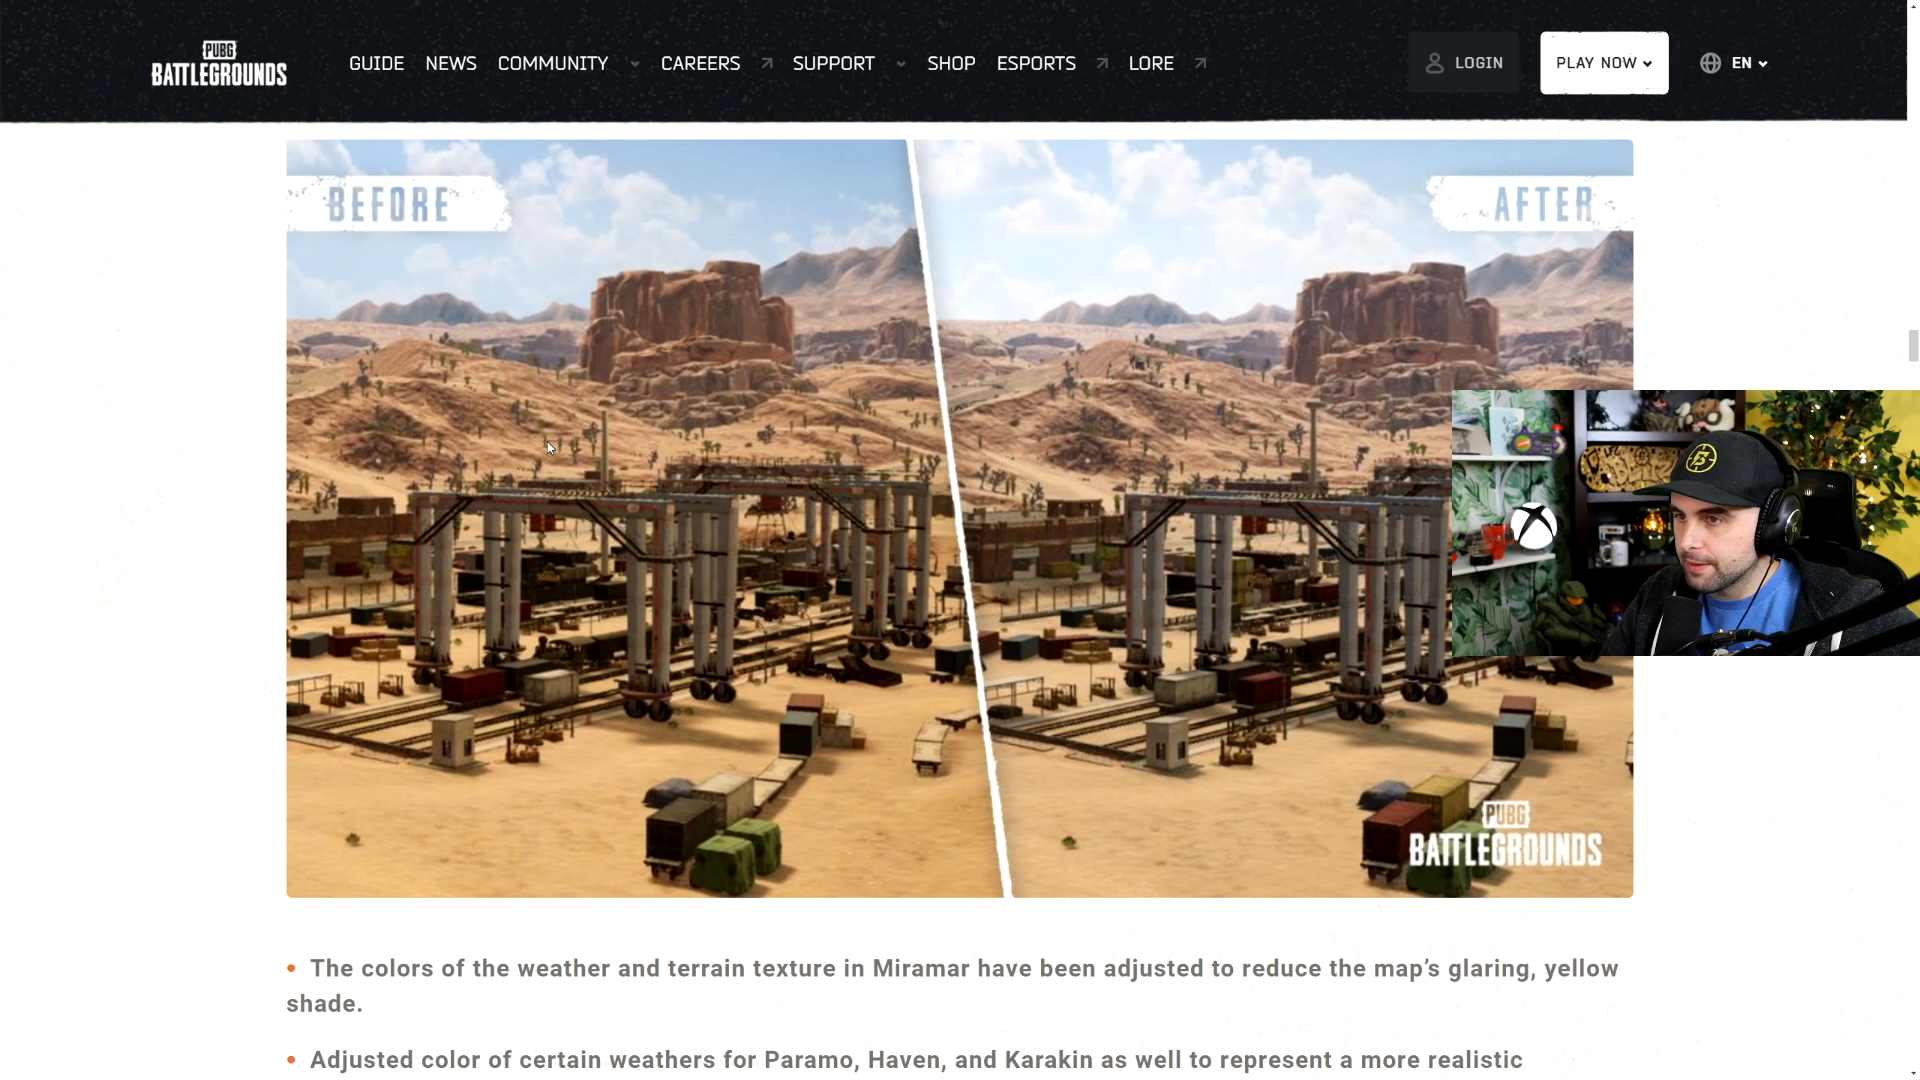 PUBG
BATTLEGROUNDS
GUIDE NEWS COMMUNITY CAREERS SUPPORT SHOP ESPORTS LORE
LOGIN
PLAY NOW
EN
BEFORE
AFTER
PUBG
BATTLEGROUNDS
The colors of the weather and terrain texture in Miramar have been adjusted to reduce the map’s glaring, yellow
shade.
Adjusted color of certain weathers for Paramo, Haven, and Karakin as well to represent a more realistic